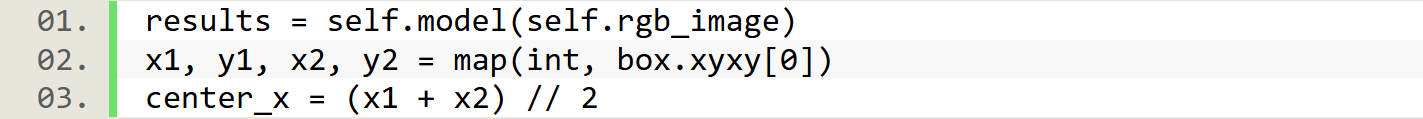 01. results = self.model(self.rgb_image)
02. x1, y1, x2, y2 = map(int, box.xyxy[0])
03. center_x = (x1 + x2) // 2